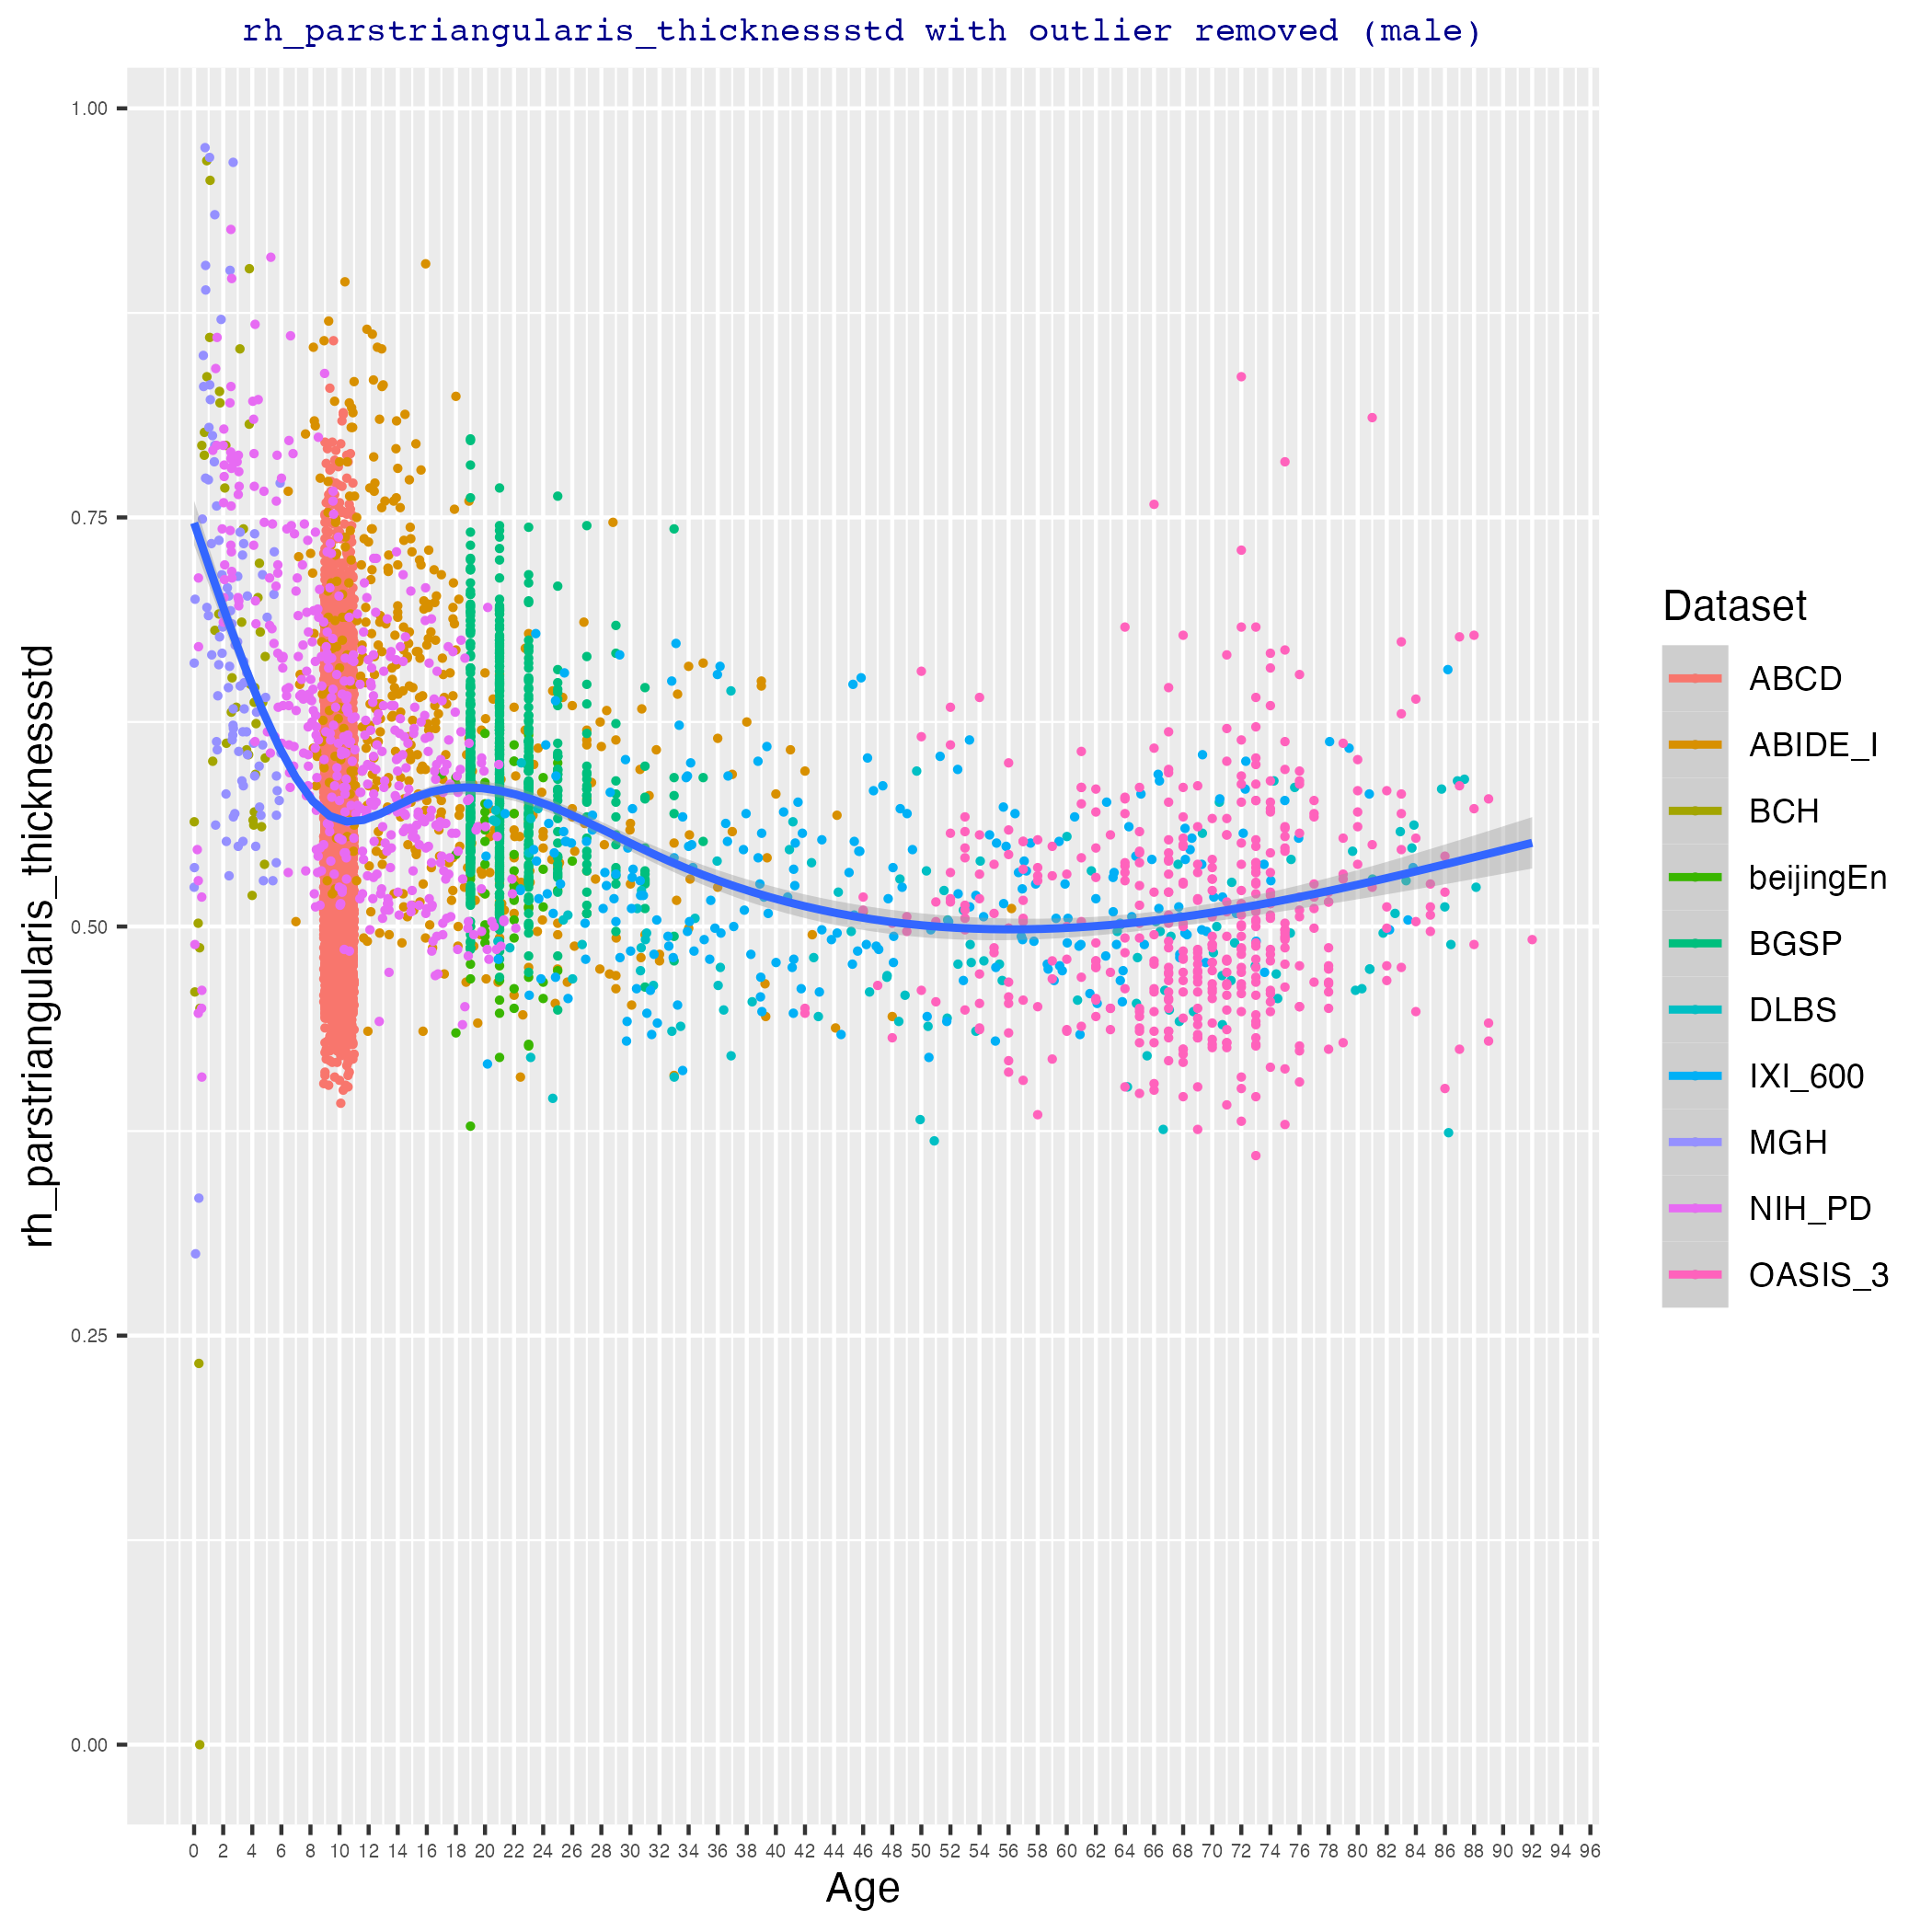 rh_parstriangularis_thicknessstd with outlier removed (male)
rh_parstriangularis_thicknessstd
1.00
0.75
0.50
0.25
0.00
0 2 4 6 8 10 12 14 16 18 20 22 24 26 28 30 32 34 36 38 40 42 44 46 48 50 52 54 56 58 60 62 64 66 68 70 72 74 76 78 80 82 84 86 88 90 92 94 96
Age
Dataset
ABCD
ABIDE_I
BCH
beijingEn
BGSP
DLBS
IXI_600
MGH
NIH_PD
OASIS_3